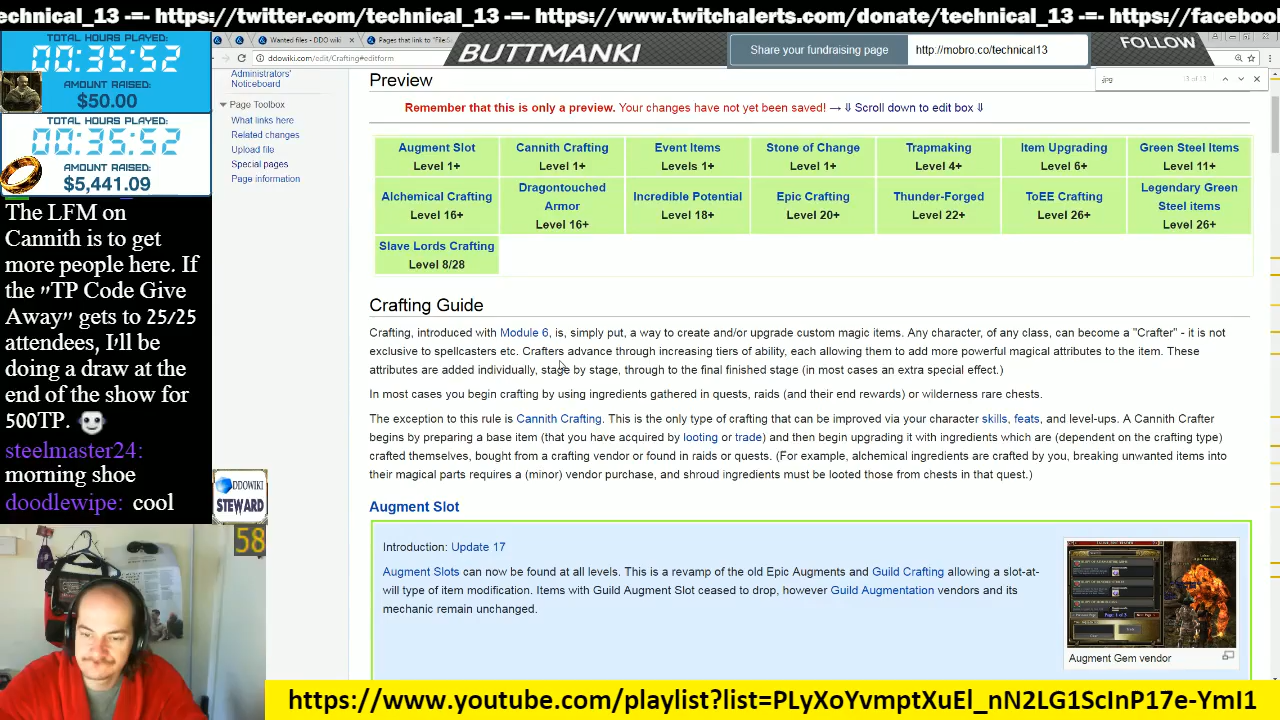 technical_13 -=- https://twitter.com/technical_13 -=- https://www.twitchalerts.com/donate/technical_13 -=- https://faceboo
TOTAL HOURS PLAYED:
00:35:52
AMOUNT RAISED:
$50.00
TOTAL HOURS PLAYED:
00:35:52
AMOUNT RAISED:
$5,441.09
The LFM on
Cannith is to get
more people here. If
the "TP Code Give
Away" gets to 25/25
attendees, I'll be
doing a draw at the
end of the show for
500TP.
steelmaster24:
morning shoe
doodlewipe: cool
DDOWIKI
STEWARD
58
Wanted files - DDO wiki
Pages that link to "File:S
BUTTMANKI
Share your fundraising page
http://mobro.co/technical13
FOLLOW
ddowiki.com/edit/Crafting#editform
.jpg
Administrators'
Noticeboard
Page Toolbox
What links here
Related changes
Upload file
Special pages
Page information
Preview
Remember that this is only a preview. Your changes have not yet been saved! → ⇓ Scroll down to edit box ⇓
Augment Slot
Level 1+
Cannith Crafting
Level 1+
Event Items
Levels 1+
Stone of Change
Level 1+
Trapmaking
Level 4+
Item Upgrading
Level 6+
Green Steel Items
Level 11+
Alchemical Crafting
Level 16+
Dragontouched
Armor
Level 16+
Incredible Potential
Level 18+
Epic Crafting
Level 20+
Thunder-Forged
Level 22+
ToEE Crafting
Level 26+
Legendary Green
Steel items
Level 26+
Slave Lords Crafting
Level 8/28
Crafting Guide
Crafting, introduced with Module 6, is, simply put, a way to create and/or upgrade custom magic items. Any character, of any class, can become a "Crafter" - it is not
exclusive to spellcasters etc. Crafters advance through increasing tiers of ability, each allowing them to add more powerful magical attributes to the item. These
attributes are added individually, stage by stage, through to the final finished stage (in most cases an extra special effect.)
In most cases you begin crafting by using ingredients gathered in quests, raids (and their end rewards) or wilderness rare chests.
The exception to this rule is Cannith Crafting. This is the only type of crafting that can be improved via your character skills, feats, and level-ups. A Cannith Crafter
begins by preparing a base item (that you have acquired by looting or trade) and then begin upgrading it with ingredients which are (dependent on the crafting type)
crafted themselves, bought from a crafting vendor or found in raids or quests. (For example, alchemical ingredients are crafted by you, breaking unwanted items into
their magical parts requires a (minor) vendor purchase, and shroud ingredients must be looted those from chests in that quest.)
Augment Slot
Introduction: Update 17
Augment Slots can now be found at all levels. This is a revamp of the old Epic Augment and Guild Crafting allowing a slot-at-
will type of item modification. Items with Guild Augment Slot ceased to drop, however Guild Augmentation vendors and its
mechanic remain unchanged.
Augment Gem vendor
https://www.youtube.com/playlist?list=PLyXoYvmptXuEl_nN2LG1ScInP17e-YmI1